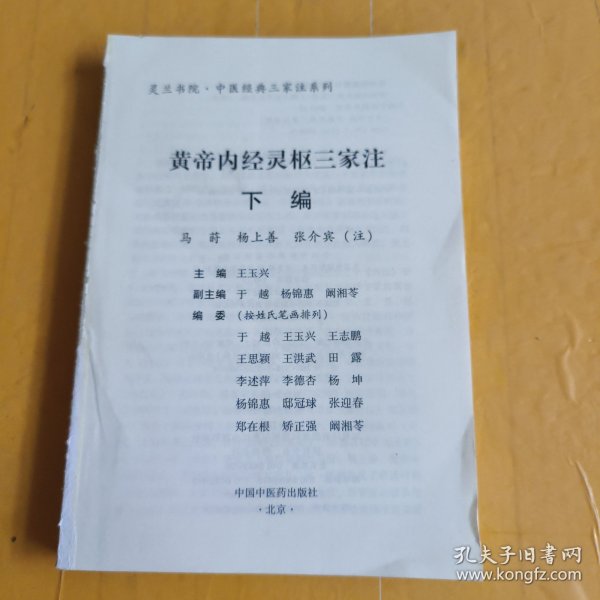 灵兰书院·中医经典三家注系列
黄帝内经灵枢三家注
下 编
马 莳 杨上善 张介宾（注）
主 编 王玉兴
副主编 于 越 杨锦惠 阚湘苓
编 委 （按姓氏笔画排列）
于 越 王玉兴 王志鹏
王思颖 王洪武 田 露
李述萍 李德杏 杨 坤
杨锦惠 邸冠球 张迎春
郑在根 矫正强 阚湘苓
中国中医药出版社
·北京·
孔夫子旧书网
www.kongfz.com